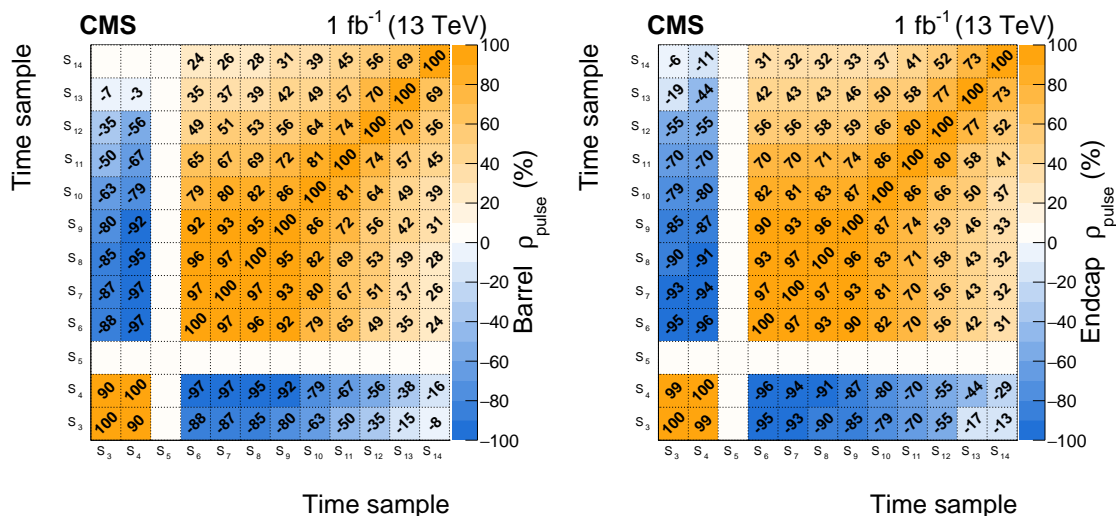 CMS 1 fb-1 (13 TeV)
Time sample
S14 24 26 28 31 39 45 56 69 100
S13 -7 -3 35 37 39 42 49 57 70 100 69
S12 -35 -56 49 51 53 56 64 74 100 70 56
S11 -50 -67 65 67 69 72 81 100 74 57 45
S10 -63 -79 79 80 82 86 100 81 64 49 39
S9 -80 -92 92 93 95 100 86 72 56 42 31
S8 -85 -95 96 97 100 95 82 69 53 39 28
S7 -87 -97 97 100 97 93 80 67 51 37 26
S6 -88 -97 100 97 96 92 79 65 49 35 24
S5
S4 90 100 -97 -97 -95 -92 -79 -67 -56 -38 -16
S3 100 90 -88 -87 -85 -80 -63 -50 -35 -15 -8
S3 S4 S5 S6 S7 S8 S9 S10 S11 S12 S13 S14
Time sample
100
80
60
40
20
0
−20
−40
−60
−80
−100
Barrel ρpulse (%)
CMS 1 fb-1 (13 TeV)
Time sample
S14 -6 -11 31 32 32 33 37 41 52 73 100
S13 -19 -44 42 43 43 46 50 58 77 100 73
S12 -55 -55 56 56 58 59 66 80 100 77 52
S11 -70 -70 70 70 71 74 86 100 80 58 41
S10 -79 -80 82 81 83 87 100 86 66 50 37
S9 -85 -87 90 93 96 100 87 74 59 46 33
S8 -90 -91 93 97 100 96 83 71 58 43 32
S7 -93 -94 97 100 97 93 81 70 56 43 32
S6 -95 -96 100 97 93 90 82 70 56 42 31
S5
S4 99 100 -96 -94 -91 -87 -80 -70 -55 -44 -29
S3 100 99 -95 -93 -90 -85 -79 -70 -55 -17 -13
S3 S4 S5 S6 S7 S8 S9 S10 S11 S12 S13 S14
Time sample
100
80
60
40
20
0
−20
−40
−60
−80
−100
Endcap ρpulse (%)